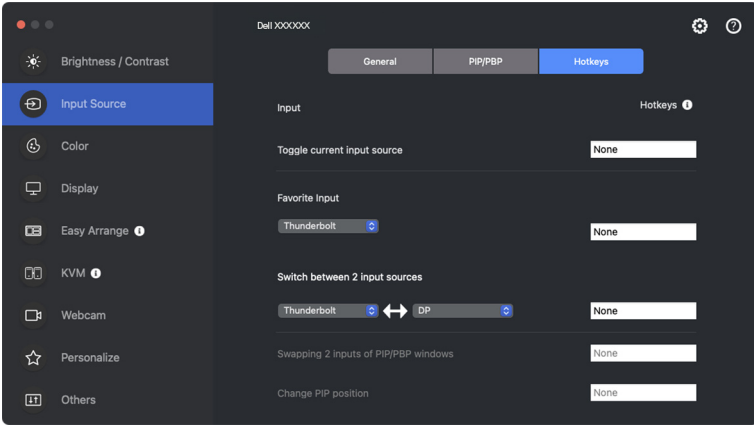 Dell XXXXXX
Brightness / Contrast
Input Source
Color
Display
Easy Arrange
KVM
Webcam
Personalize
Others
General PIP/PBP Hotkeys
Input Hotkeys
Toggle current input source None
Favorite Input
Thunderbolt None
Switch between 2 input sources
Thunderbolt DP None
Swapping 2 inputs of PIP/PBP windows None
Change PIP position None